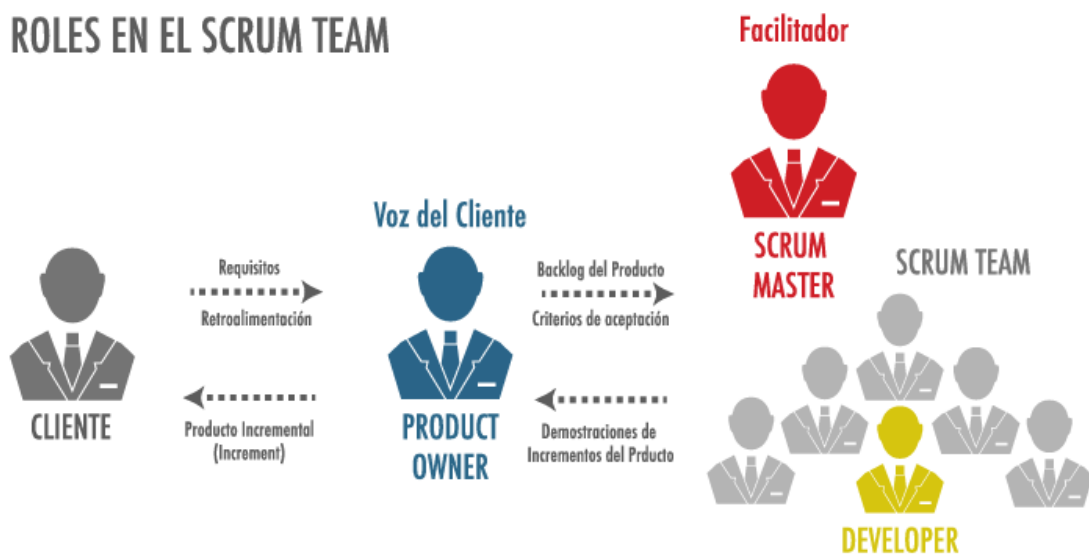 ROLES EN EL SCRUM TEAM
Facilitador
SCRUM
MASTER
Voz del Cliente
Requisitos
Retroalimentación
Backlog del Producto
Criterios de aceptación
SCRUM TEAM
CLIENTE
Producto Incremental
(Increment)
PRODUCT
OWNER
Demostraciones de
Incrementos del Prducto
DEVELOPER